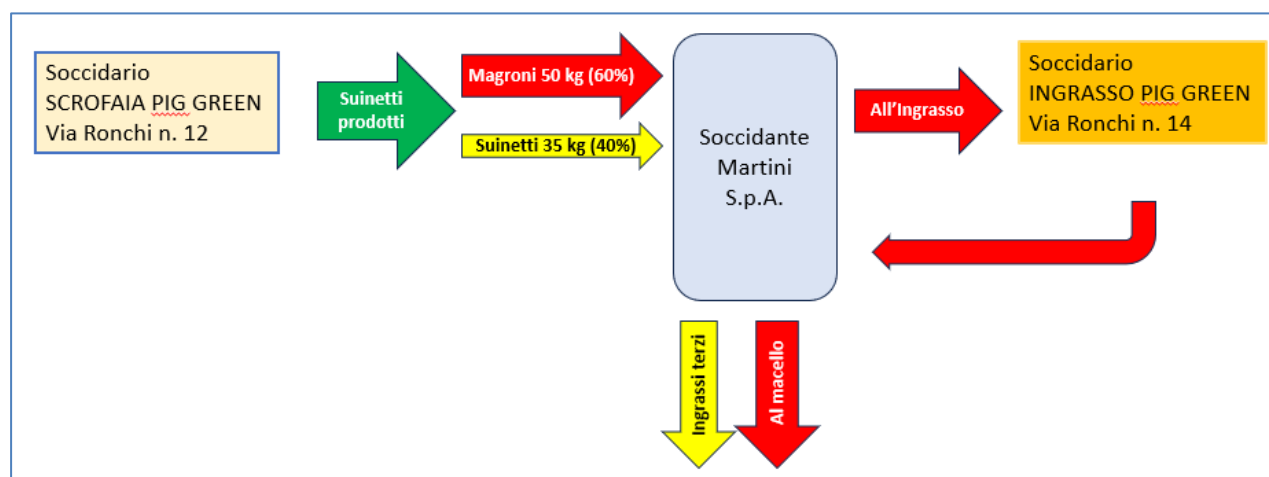 Soccidario
SCROFAIA PIG GREEN
Via Ronchi n. 12
Suinetti
prodotti
Magroni 50 kg (60%)
Suinetti 35 kg (40%)
Soccidante
Martini
S.p.A.
All'Ingrasso
Soccidario
INGRASSO PIG GREEN
Via Ronchi n. 14
Ingrassi terzi
Al macello